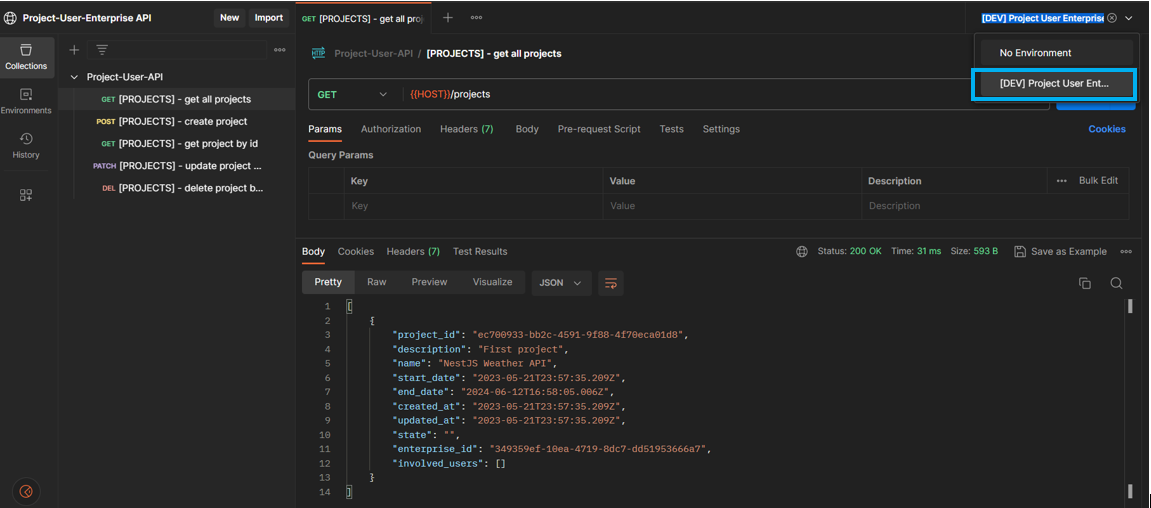 Project-User-Enterprise API
New
Import
GET [PROJECTS] - get all proj
[DEV] Project User Enterprise
Collections
Environments
History
Project-User-API
GET [PROJECTS] - get all projects
POST [PROJECTS] - create project
GET [PROJECTS] - get project by id
PATCH [PROJECTS] - update project ...
DEL [PROJECTS] - delete project b...
HTTP Project-User-API / [PROJECTS] - get all projects
No Environment
[DEV] Project User Ent...
GET {{HOST}}/projects
Params Authorization Headers (7) Body Pre-request Script Tests Settings Cookies
Query Params
Key Value Description Bulk Edit
Key Value Description
Body Cookies Headers (7) Test Results Status: 200 OK Time: 31 ms Size: 593 B Save as Example
Pretty Raw Preview Visualize JSON
1 [
2 {
3 "project_id": "ec700933-bb2c-4591-9f88-4f70eca01d8",
4 "description": "First project",
5 "name": "NestJS Weather API",
6 "start_date": "2023-05-21T23:57:35.209Z",
7 "end_date": "2024-06-12T16:58:05.006Z",
8 "created_at": "2023-05-21T23:57:35.209Z",
9 "updated_at": "2023-05-21T23:57:35.209Z",
10 "state": "",
11 "enterprise_id": "349359ef-10ea-4719-8dc7-dd51953666a7",
12 "involved_users": []
13 }
14 ]